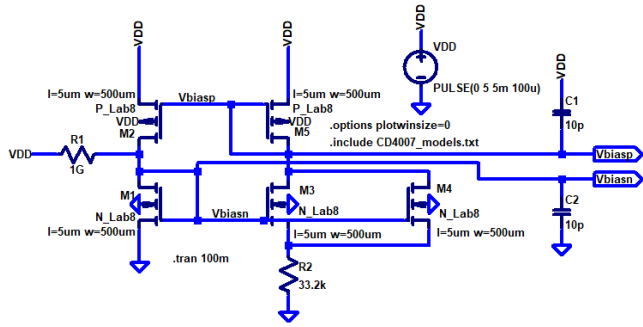 VDD
VDD
VDD
VDD
l=5um w=500um
Vbiasp
l=5um w=500um
PULSE(0 5 5m 100u)
P_Lab8
P_Lab8
C1
VDD
VDD
.options plotwinsize=0
10p
M2
M5
.include CD4007_models.txt
R1
VDD
Vbiasp
1G
M1
M3
M4
Vbiasn
N_Lab8
Vbiasn
N_Lab8
N_Lab8
C2
10p
l=5um w=500um
l=5um w=500um
l=5um w=500um
.tran 100m
R2
33.2k